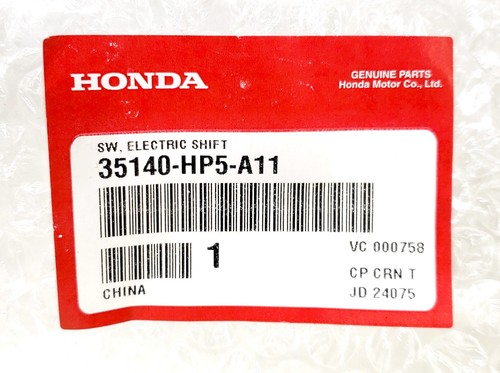 HONDA
GENUINE PARTS
Honda Motor Co., Ltd.
SW, ELECTRIC SHIFT
35140-HP5-A11
1
VC 000758
CP CRN T
CHINA
JD 24075